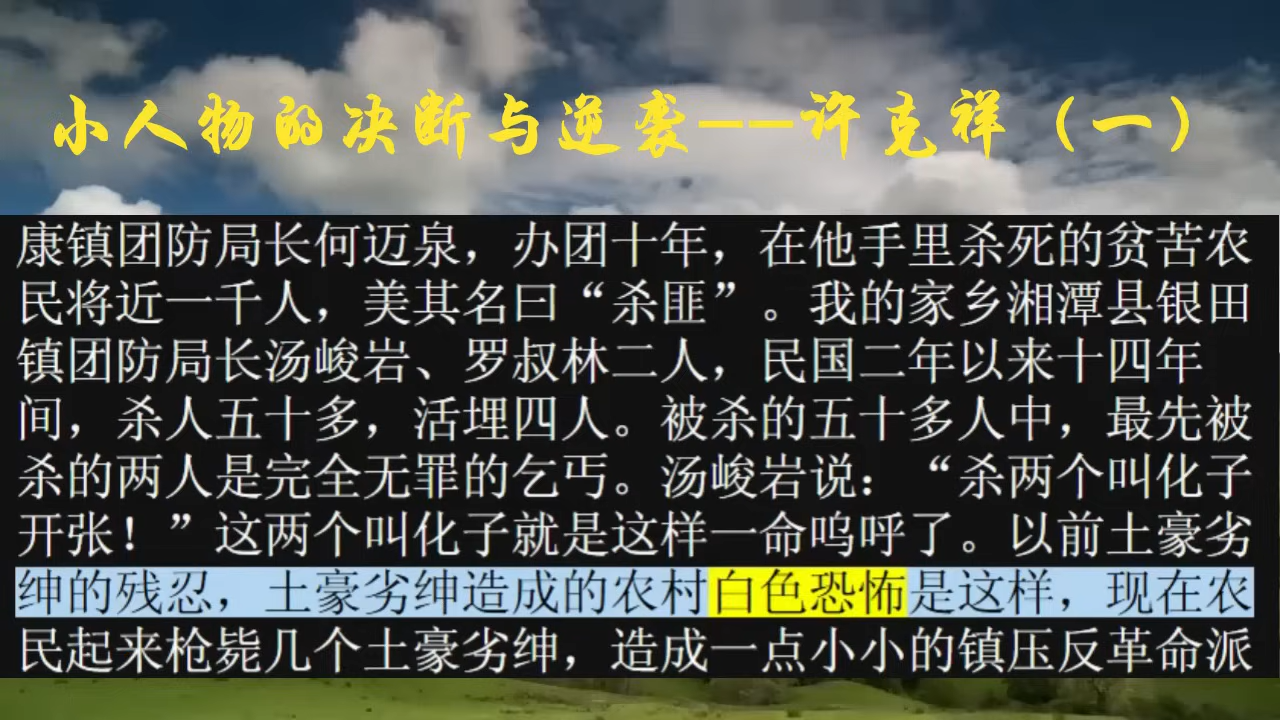 小人物的决断与逆袭——许克祥（一）
康镇团防局长何迈泉，办团十年，在他手里杀死的贫苦农
民将近一千人，美其名曰“杀匪”。我的家乡湘潭县银田
镇团防局长汤峻岩、罗叔林二人，民国二年以来十四年
间，杀人五十多，活埋四人。被杀的五十多人中，最先被
杀的两人是完全无罪的乞丐。汤峻岩说：“杀两个叫化子
开张！”这两个叫化子就是这样一命呜呼了。以前土豪劣
绅的残忍，土豪劣绅造成的农村白色恐怖是这样，现在农
民起来枪毙几个土豪劣绅，造成一点小小的镇压反革命派